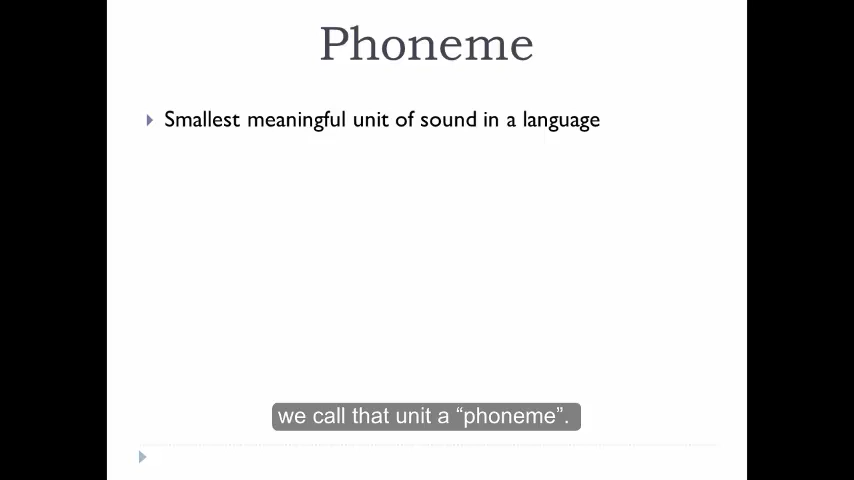 Phoneme
Smallest meaningful unit of sound in a language
we call that unit a “phoneme”.